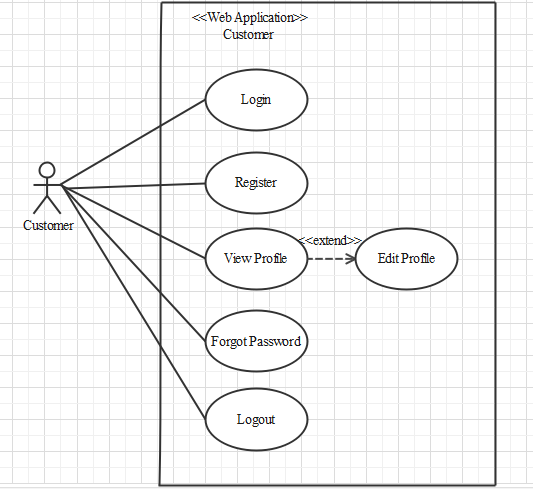 <<Web Application>>
Customer
Login
Register
Customer
<<extend>>
View Profile
Edit Profile
Forgot Password
Logout